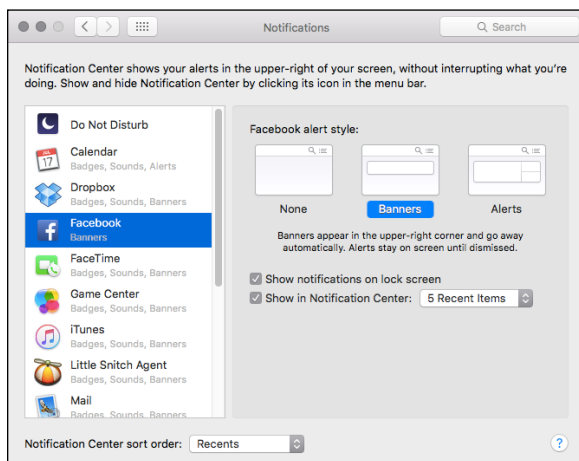 Notifications
Search
Notification Center shows your alerts in the upper-right of your screen, without interrupting what you're
doing. Show and hide Notification Center by clicking its icon in the menu bar.
Do Not Disturb
JUL
17
Calendar
Badges, Sounds, Alerts
Dropbox
Badges, Sounds, Banners
Facebook
Banners
FaceTime
Badges, Sounds, Banners
Game Center
Badges, Sounds, Banners
iTunes
Badges, Sounds, Banners
Little Snitch Agent
Badges, Sounds, Banners
Mail
Badges, Sounds, Banners
Facebook alert style:
None
Banners
Alerts
Banners appear in the upper-right corner and go away
automatically. Alerts stay on screen until dismissed.
Show notifications on lock screen
Show in Notification Center: 5 Recent Items
Notification Center sort order: Recents
?